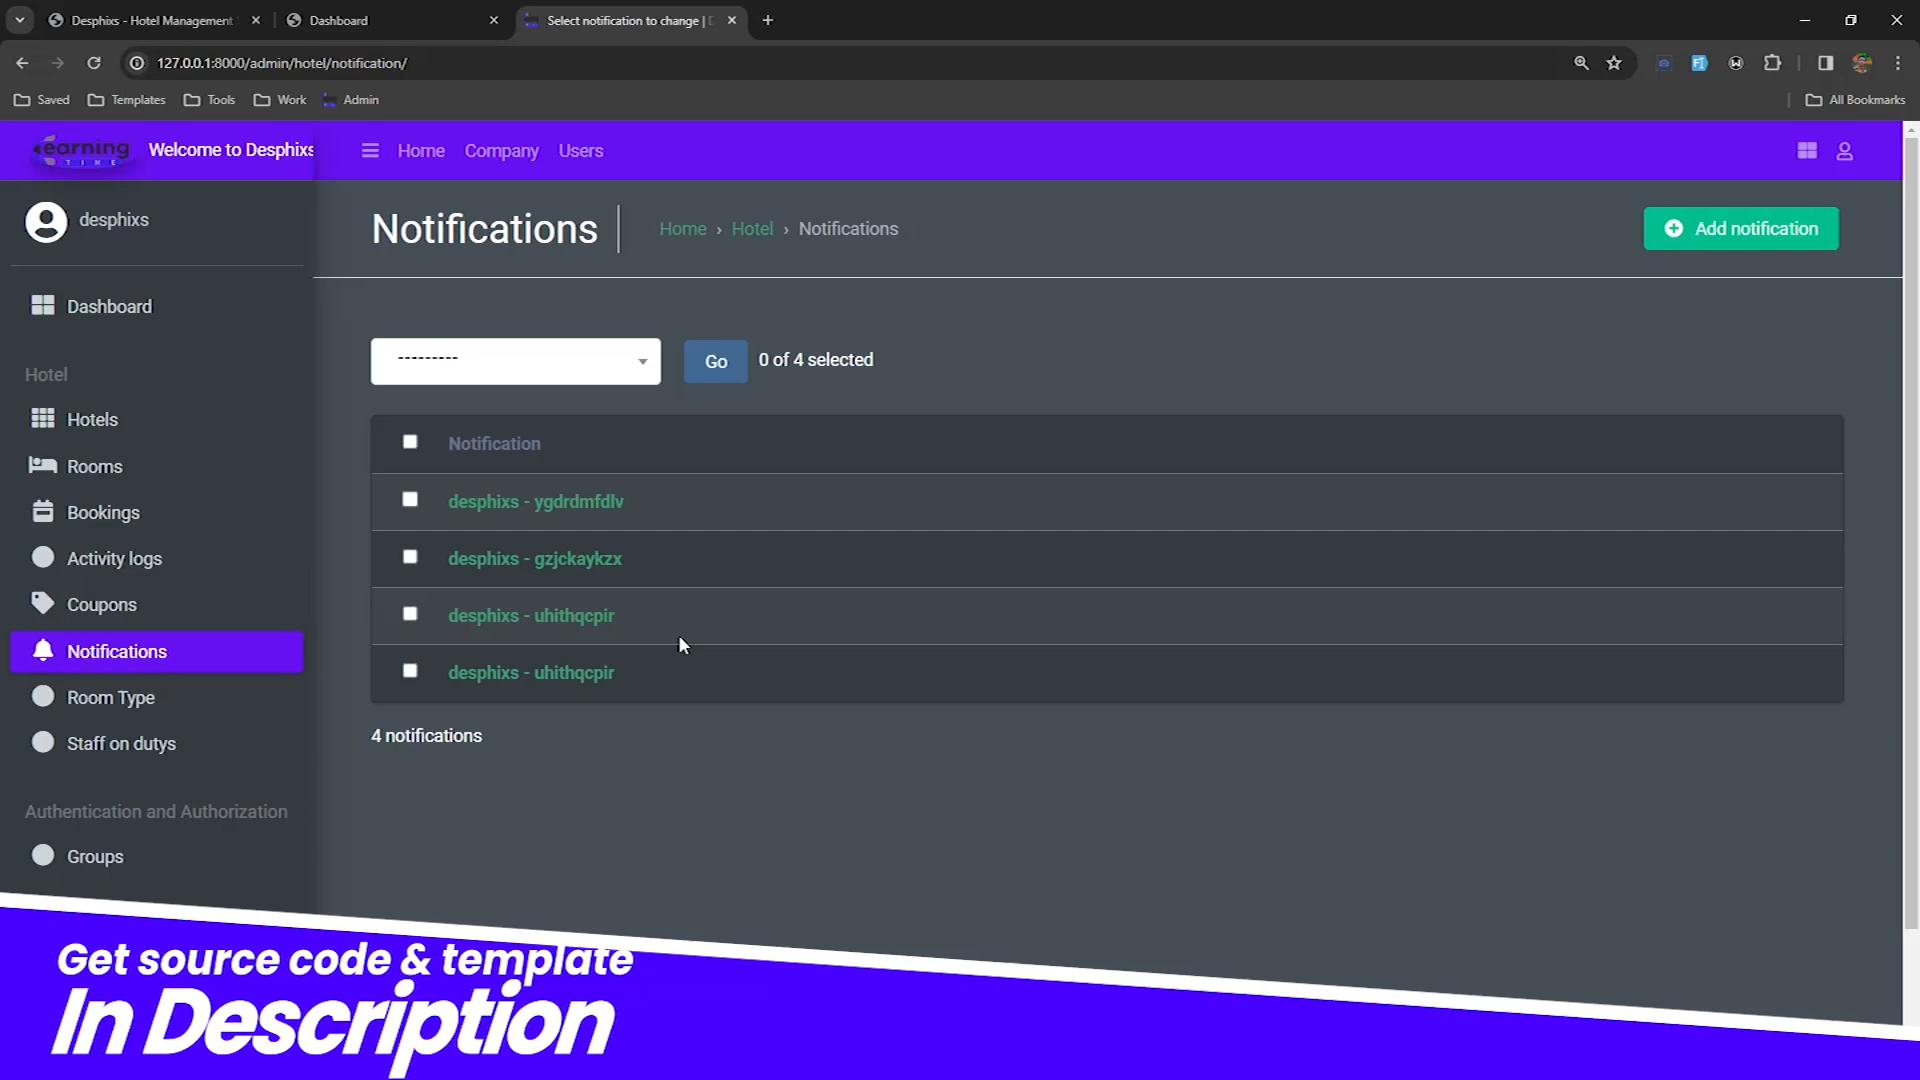 Desphixs - Hotel Management
Dashboard
Select notification to change | D
127.0.0.1:8000/admin/hotel/notification/
Saved
Templates
Tools
Work
Admin
All Bookmarks
earning
TIME
Welcome to Desphixs
Home
Company
Users
desphixs
Dashboard
Hotel
Hotels
Rooms
Bookings
Activity logs
Coupons
Notifications
Room Type
Staff on dutys
Authentication and Authorization
Groups
Notifications
Home › Hotel › Notifications
Add notification
---------
Go
0 of 4 selected
Notification
desphixs - ygdrdmfdlv
desphixs - gzjckaykzx
desphixs - uhithqcpir
desphixs - uhithqcpir
4 notifications
Get source code & template
In Description